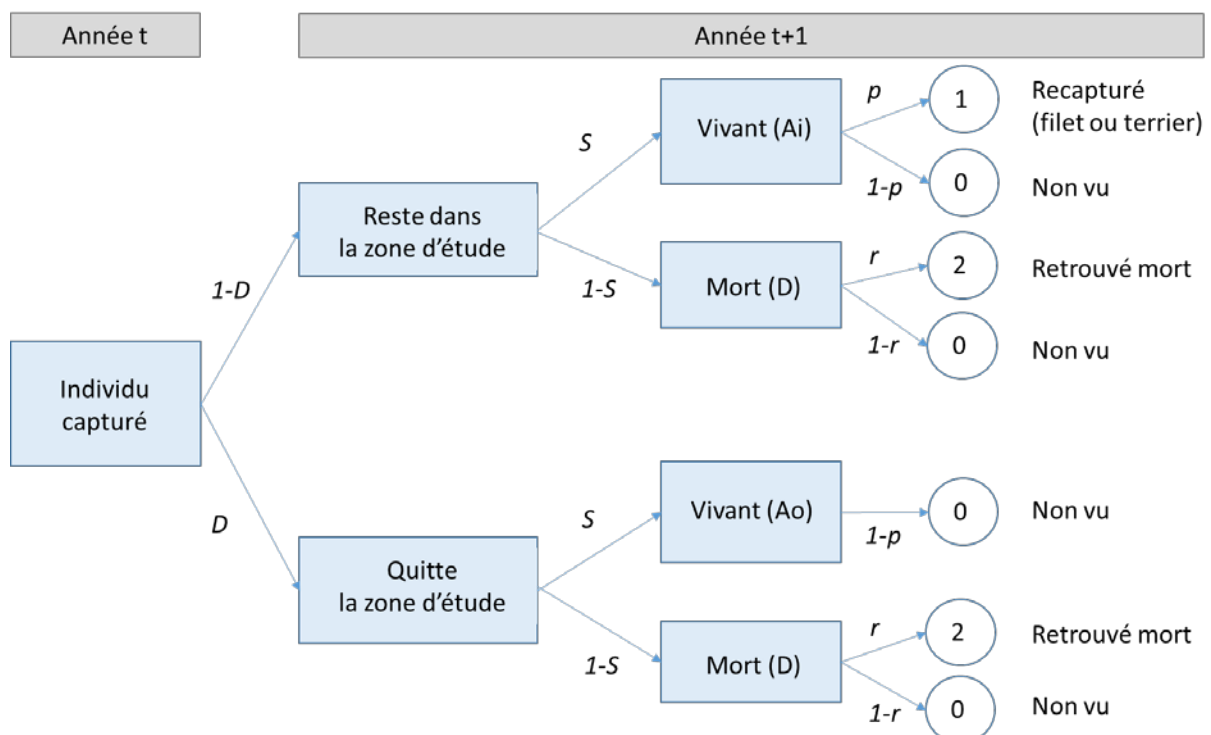 Année t
Année t+1
Individu
capturé
1-D
D
Reste dans
la zone d'étude
Quitte
la zone d'étude
S
1-S
S
1-S
Vivant (Ai)
Mort (D)
Vivant (Ao)
Mort (D)
p
1
Recapturé
(filet ou terrier)
1-p
0
Non vu
r
2
Retrouvé mort
1-r
0
Non vu
1-p
0
Non vu
r
2
Retrouvé mort
1-r
0
Non vu